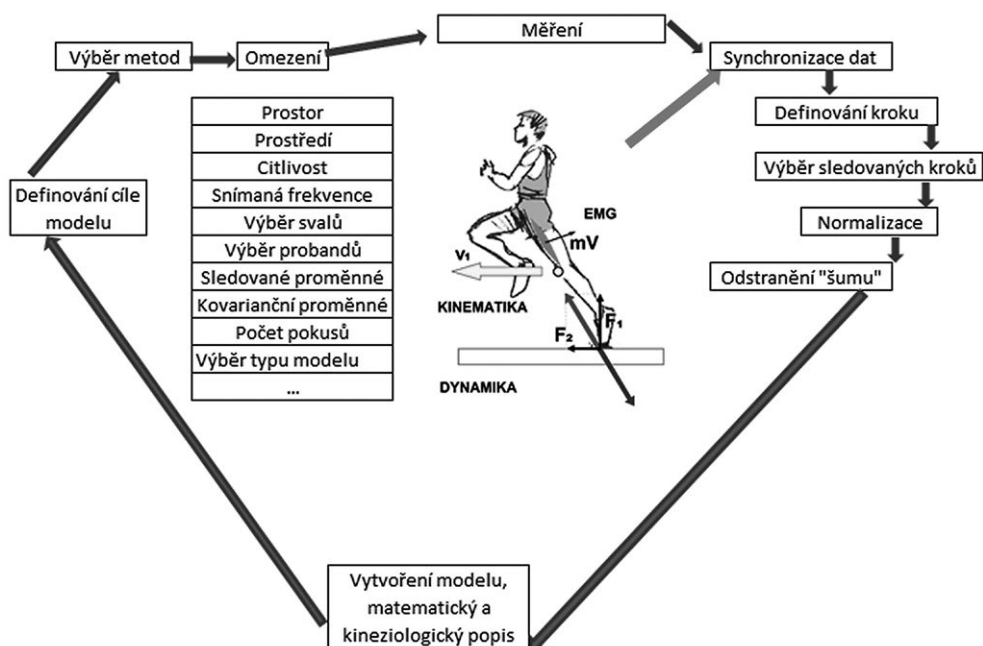 Měření
Výběr metod
Omezení
Synchronizace dat
Definování kroku
Výběr sledovaných kroků
Normalizace
Odstranění "šumu"
Prostor
Prostředí
Citlivost
Snímaná frekvence
Výběr svalů
Výběr probandů
Sledované proměnné
Kovarianční proměnné
Počet pokusů
Výběr typu modelu
...
Definování cíle
modelu
EMG
mV
V₁
KINEMATIKA
F₁
F₂
DYNAMIKA
Vytvoření modelu,
matematický a
kineziologický popis